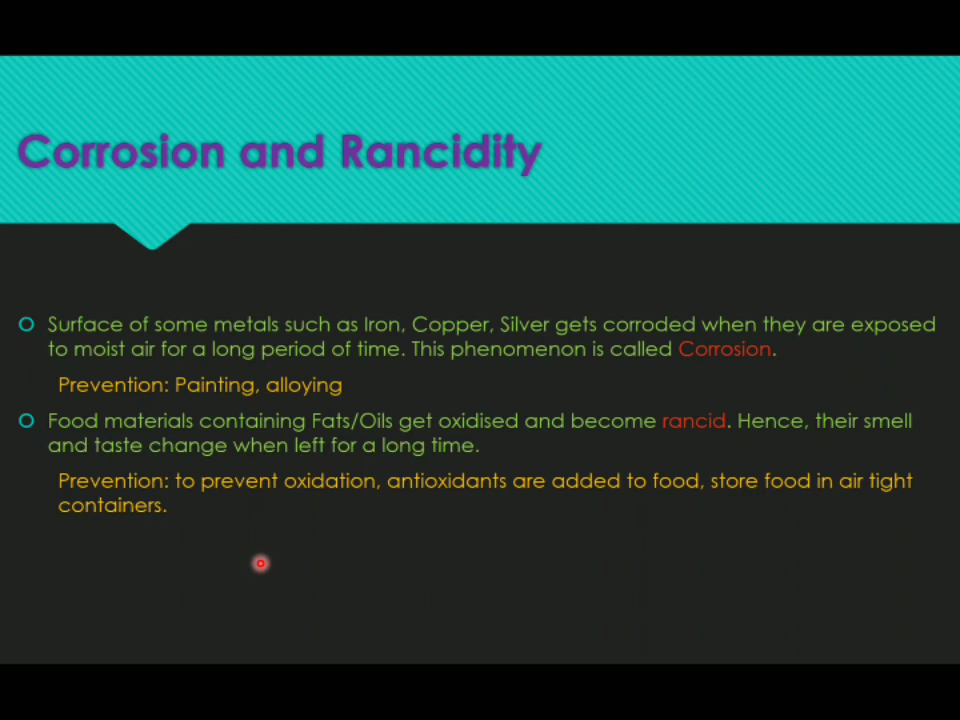 Corrosion and Rancidity
Surface of some metals such as Iron, Copper, Silver gets corroded when they are exposed
to moist air for a long period of time. This phenomenon is called Corrosion.
Prevention: Painting, alloying
Food materials containing Fats/Oils get oxidised and become rancid. Hence, their smell
and taste change when left for a long time.
Prevention: to prevent oxidation, antioxidants are added to food, store food in air tight
containers.